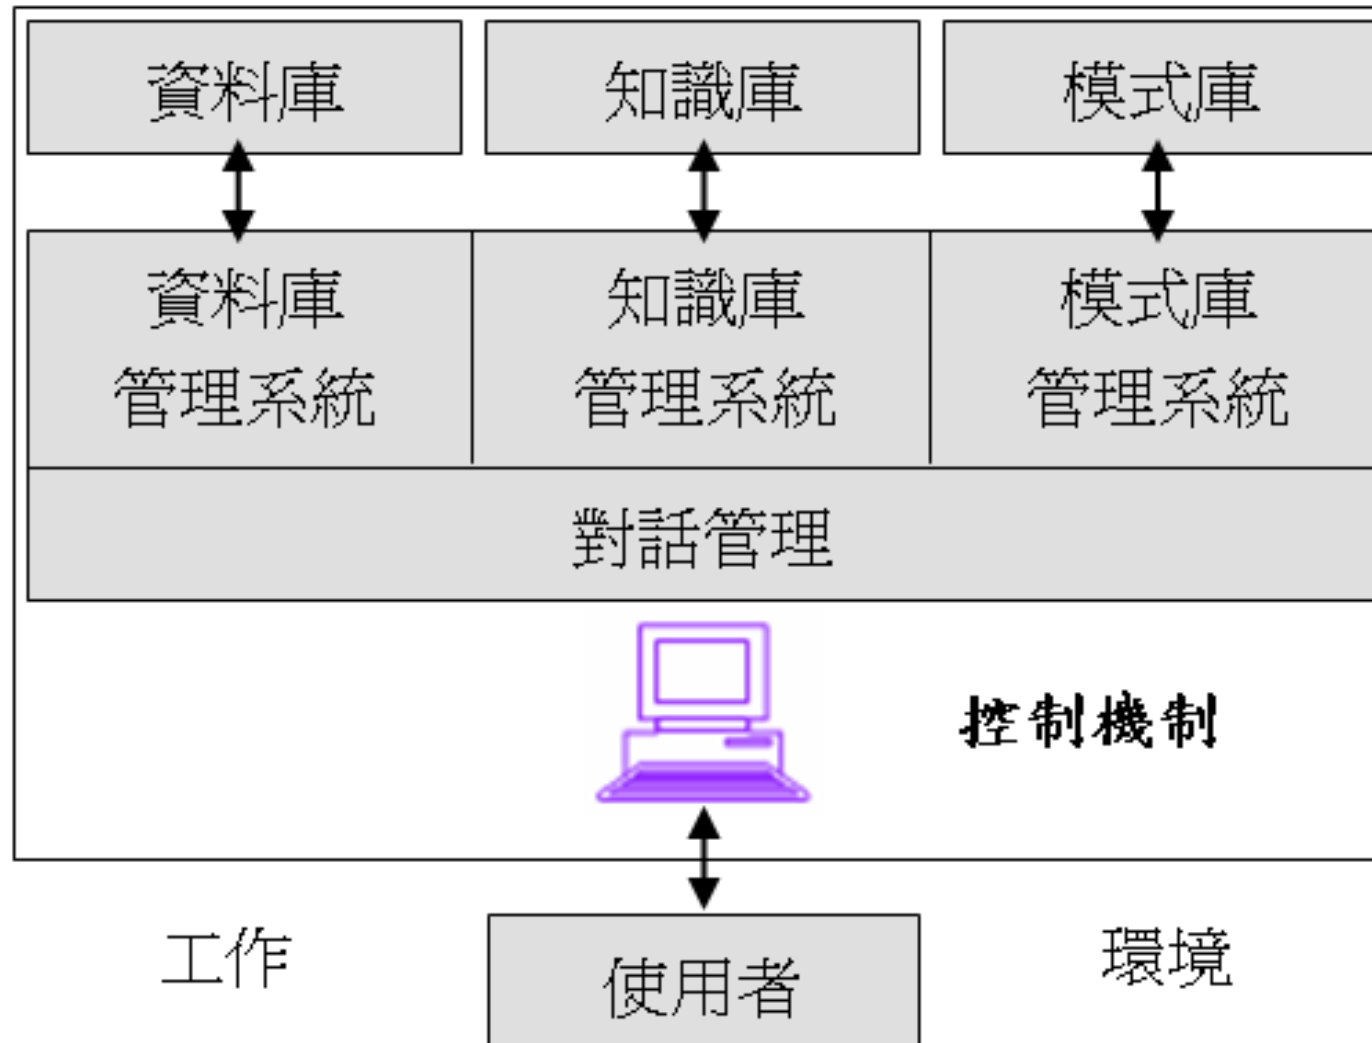 資料庫
知識庫
模式庫
資料庫
管理系統
知識庫
管理系統
模式庫
管理系統
對話管理
控制機制
工作
使用者
環境